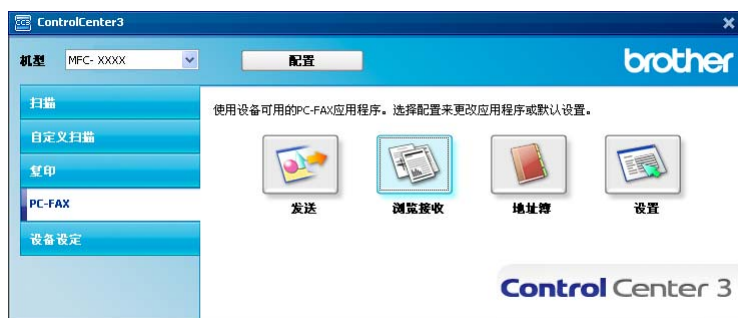 CC3 ControlCenter3
机型 MFC- XXXX 配置 brother
扫描
使用设备可用的PC-FAX应用程序。选择配置来更改应用程序或默认设置。
自定义扫描
复印
PC-FAX
发送 浏览接收 地址簿 设置
设备设定
Control Center 3